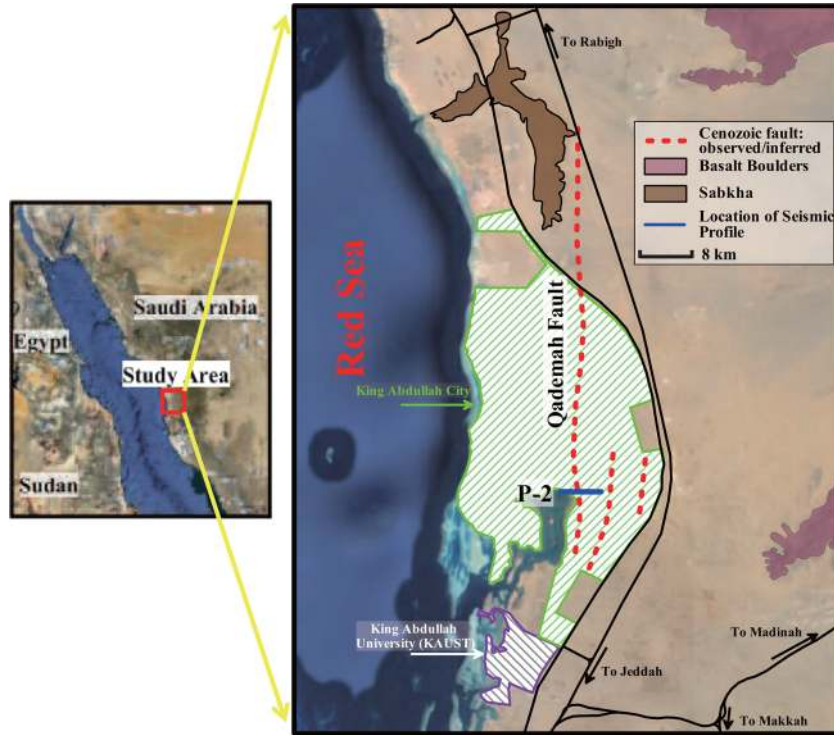 Saudi Arabia
Egypt
Study Area
Sudan
To Rabigh
Cenozoic fault:
observed/inferred
Basalt Boulders
Sabkha
Location of Seismic
Profile
8 km
Red Sea
Qademah Fault
King Abdullah City
P-2
King Abdullah
University (KAUST)
To Madinah
To Jeddah
To Makkah